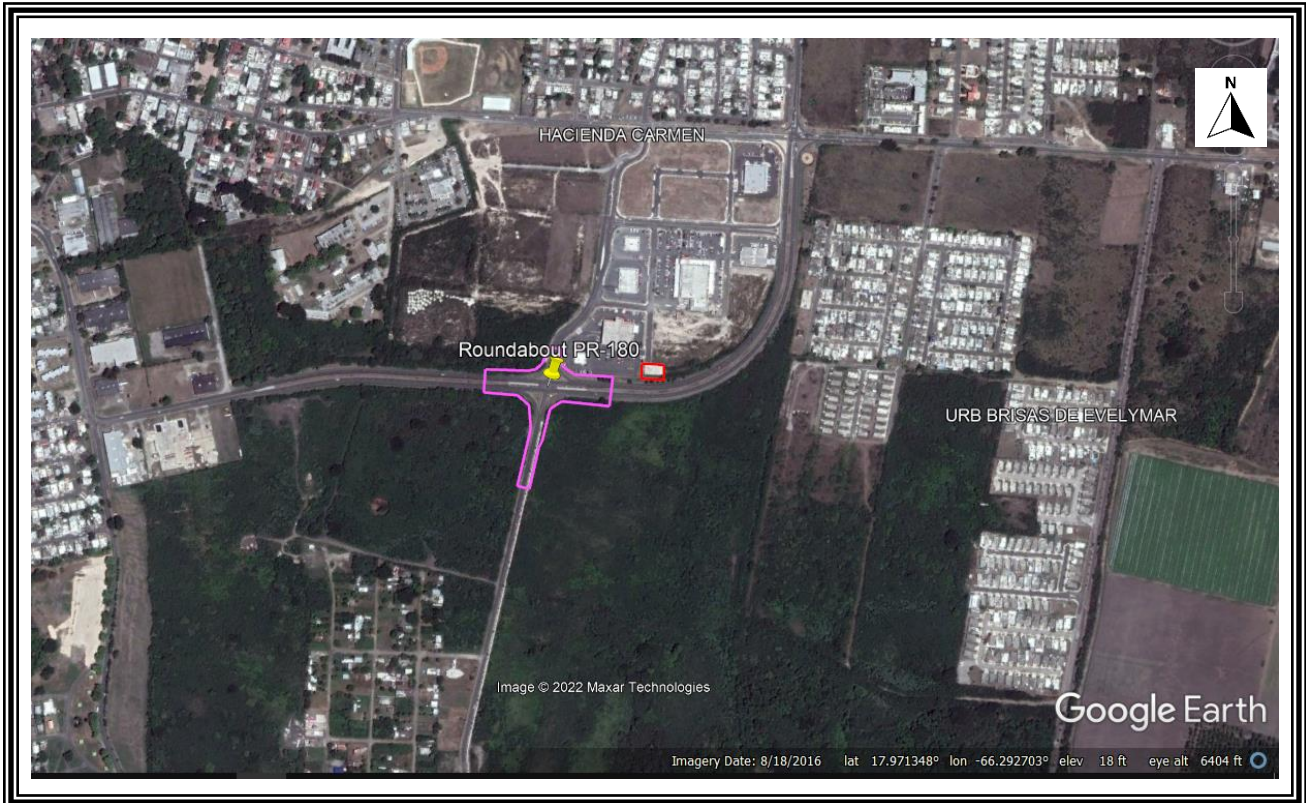 N
HACIENDA CARMEN
Roundabout PR-180
URB BRISAS DE EVELYMAR
Image © 2022 Maxar Technologies
Google Earth
Imagery Date: 8/18/2016 lat 17.971348° lon -66.292703° elev 18 ft eye alt 6404 ft